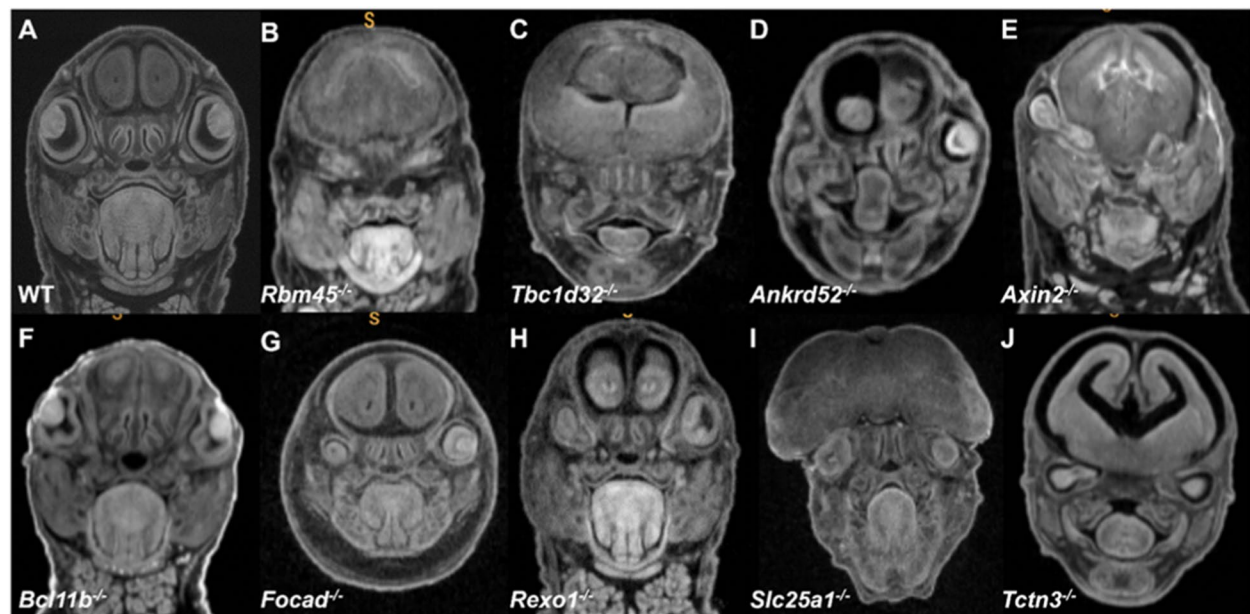 A
S
B
C
D
E
WT
Rbm45-/-
Tbc1d32-/-
Ankrd52-/-
Axin2-/-
F
S
G
H
I
J
Bcl11b-/-
Focad-/-
Rexo1-/-
Slc25a1-/-
Tctn3-/-